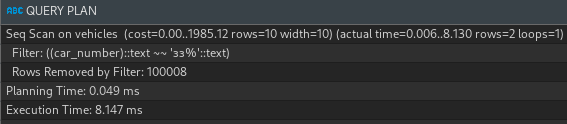 ABC QUERY PLAN
Seq Scan on vehicles  (cost=0.00..1985.12 rows=10 width=10) (actual time=0.006..8.130 rows=2 loops=1)
Filter: ((car_number)::text ~~ 'зз%'::text)
Rows Removed by Filter: 100008
Planning Time: 0.049 ms
Execution Time: 8.147 ms